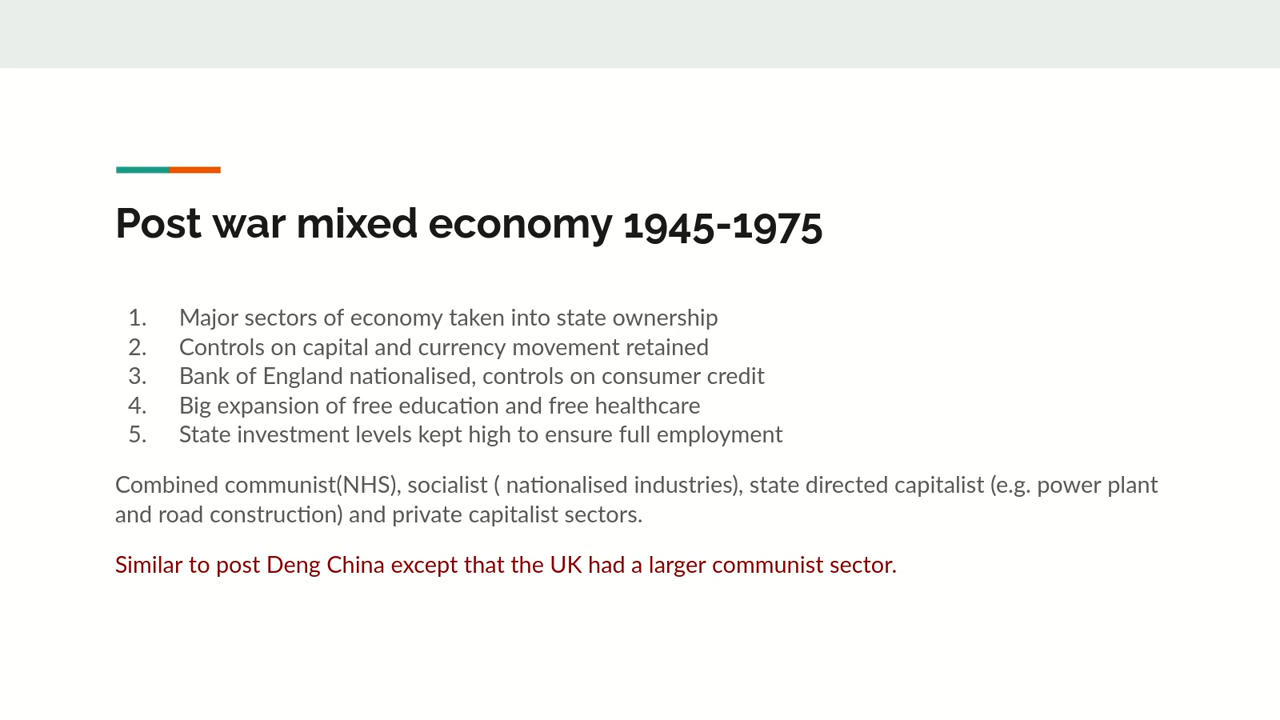 Post war mixed economy 1945-1975
1. Major sectors of economy taken into state ownership
2. Controls on capital and currency movement retained
3. Bank of England nationalised, controls on consumer credit
4. Big expansion of free education and free healthcare
5. State investment levels kept high to ensure full employment
Combined communist(NHS), socialist ( nationalised industries), state directed capitalist (e.g. power plant
and road construction) and private capitalist sectors.
Similar to post Deng China except that the UK had a larger communist sector.